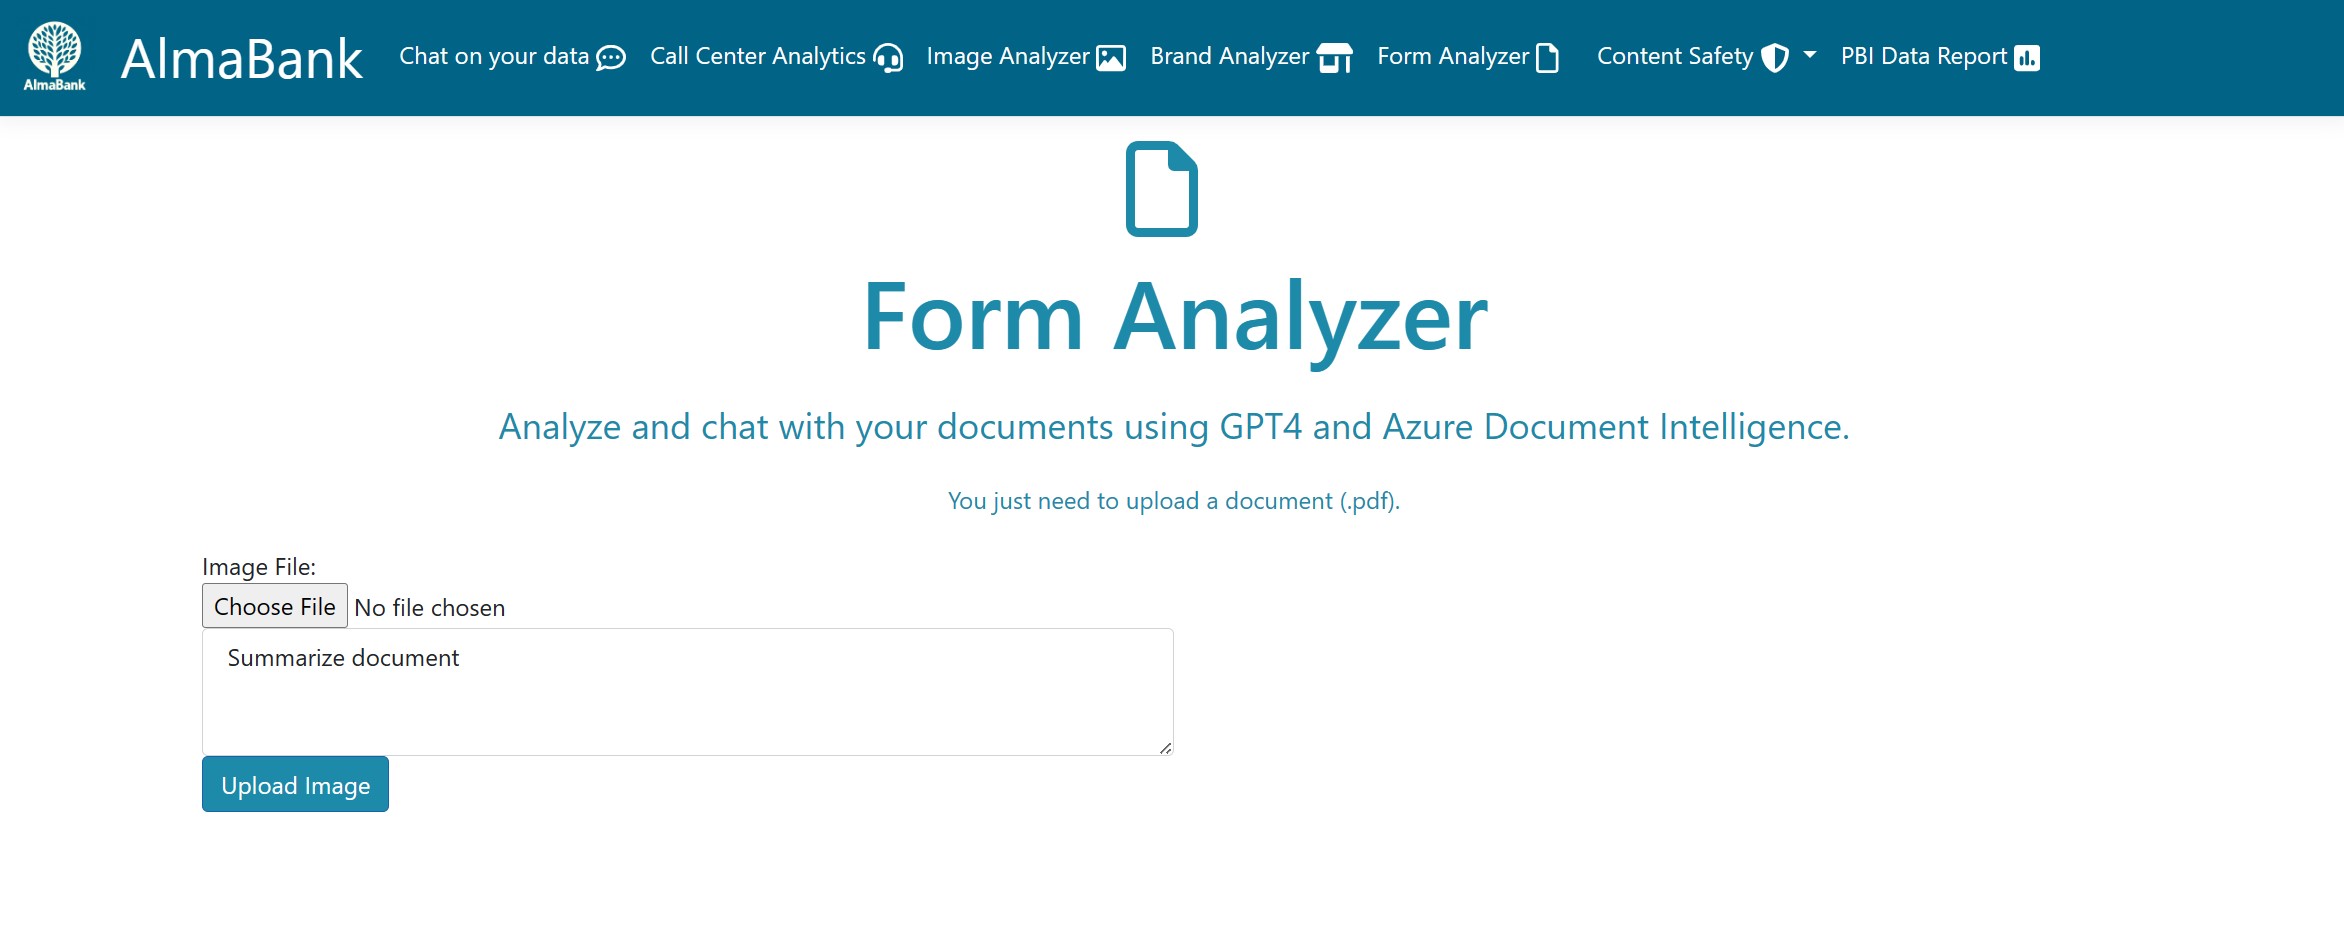 AlmaBank
AlmaBank Chat on your data Call Center Analytics Image Analyzer Brand Analyzer Form Analyzer Content Safety PBI Data Report
Form Analyzer
Analyze and chat with your documents using GPT4 and Azure Document Intelligence.
You just need to upload a document (.pdf).
Image File:
Choose File No file chosen
Summarize document
Upload Image